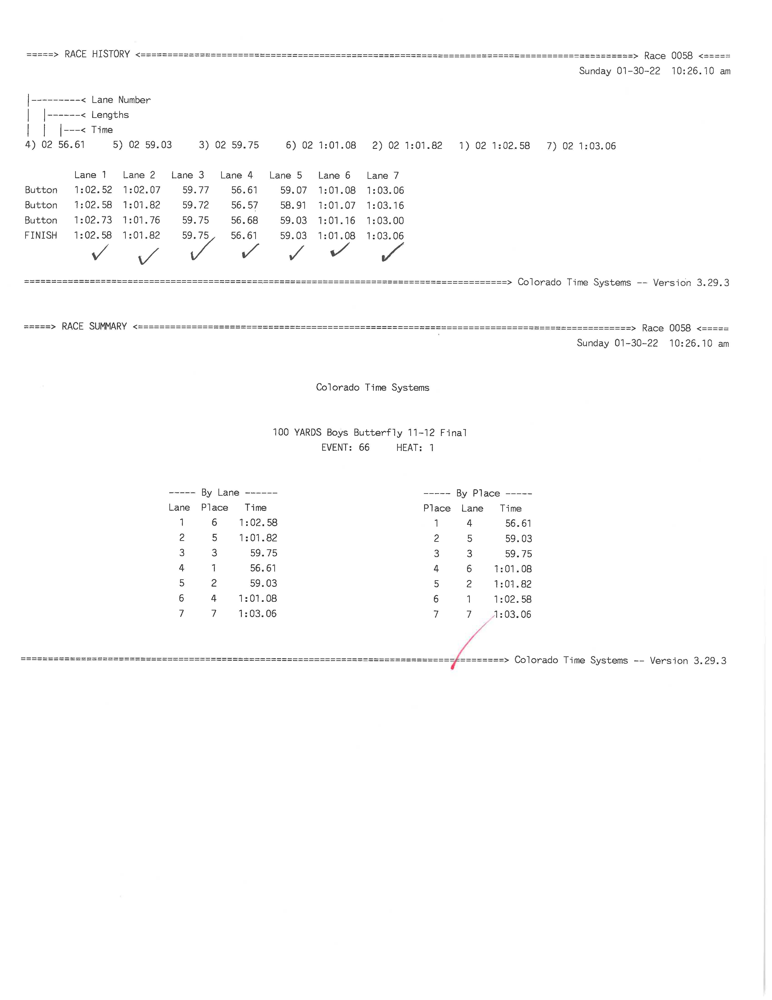 =====> RACE HISTORY <===========================================================================================> Race 0058 <=====
Sunday 01-30-22  10:26.10 am
|---------< Lane Number
|  |------< Lengths
|  |  |---< Time
4) 02 56.61     5) 02 59.03     3) 02 59.75     6) 02 1:01.08   2) 02 1:01.82   1) 02 1:02.58   7) 02 1:03.06
Lane 1   Lane 2   Lane 3   Lane 4   Lane 5   Lane 6   Lane 7
Button   1:02.52  1:02.07    59.77    56.61    59.07  1:01.08  1:03.06
Button   1:02.58  1:01.82    59.72    56.57    58.91  1:01.07  1:03.16
Button   1:02.73  1:01.76    59.75    56.68    59.03  1:01.16  1:03.00
FINISH   1:02.58  1:01.82    59.75    56.61    59.03  1:01.08  1:03.06
✓ ✓ ✓ ✓ ✓ ✓ ✓
=========================================================================================> Colorado Time Systems -- Version 3.29.3
=====> RACE SUMMARY <===========================================================================================> Race 0058 <=====
Sunday 01-30-22  10:26.10 am
Colorado Time Systems
100 YARDS Boys Butterfly 11-12 Final
EVENT: 66     HEAT: 1
----- By Lane ------     ----- By Place -----
Lane  Place   Time     Place  Lane   Time
1     6    1:02.58     1     4      56.61
2     5    1:01.82     2     5      59.03
3     3      59.75     3     3      59.75
4     1      56.61     4     6    1:01.08
5     2      59.03     5     2    1:01.82
6     4    1:01.08     6     1    1:02.58
7     7    1:03.06     7     7    1:03.06
=========================================================================================> Colorado Time Systems -- Version 3.29.3